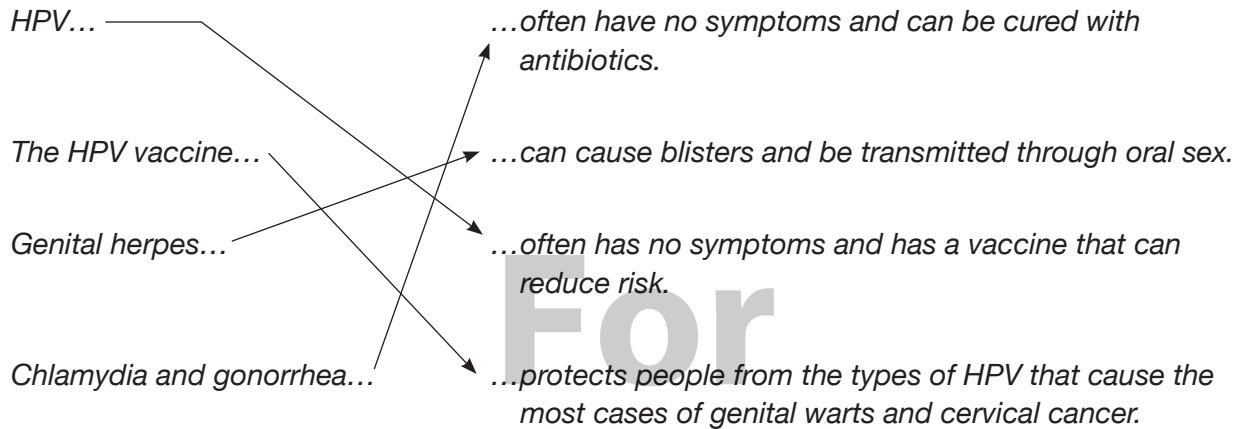 HPV…
…often have no symptoms and can be cured with
antibiotics.
The HPV vaccine…
…can cause blisters and be transmitted through oral sex.
Genital herpes…
…often has no symptoms and has a vaccine that can
reduce risk.
For
Chlamydia and gonorrhea…
…protects people from the types of HPV that cause the
most cases of genital warts and cervical cancer.